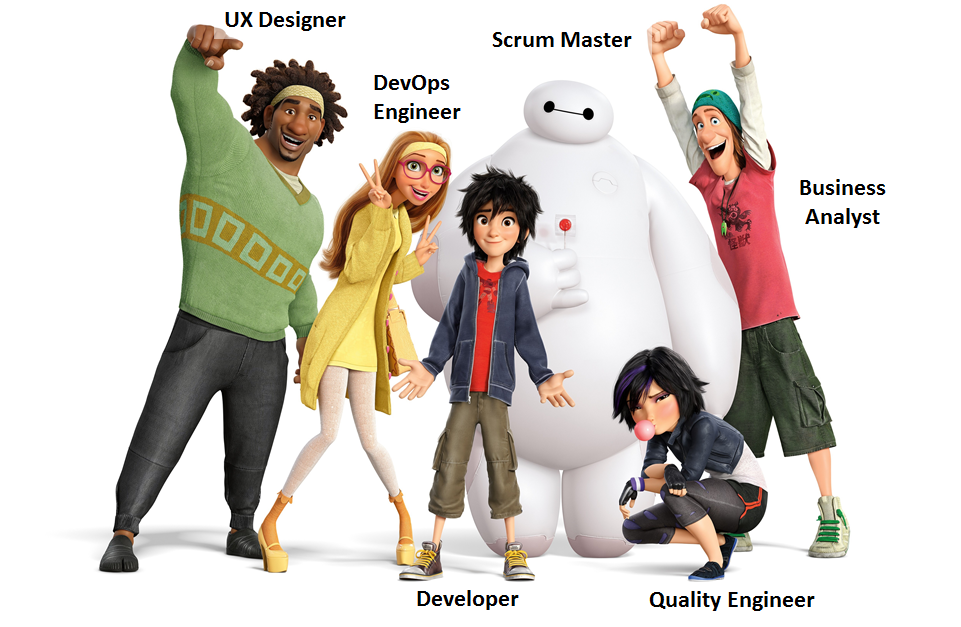 UX Designer
Scrum Master
DevOps
Engineer
Business
Analyst
Developer
Quality Engineer